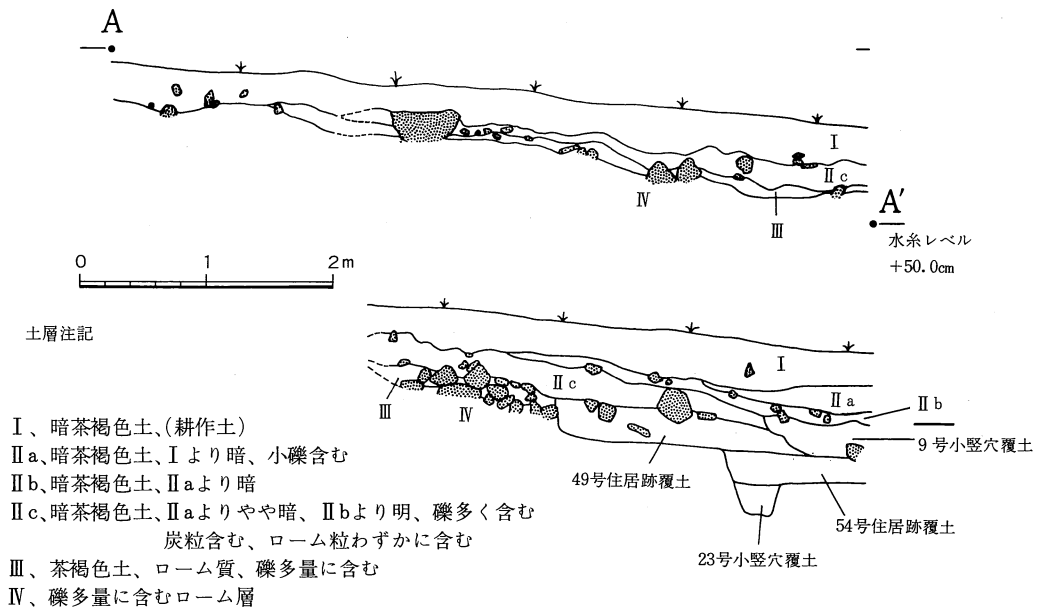 A
Ⅰ
Ⅱc
Ⅳ
Ⅲ
A′
水糸レベル
+50.0cm
0 1 2m
土層注記
Ⅰ
Ⅱc
Ⅱa
Ⅱb
Ⅲ
Ⅳ
9号小竪穴覆土
49号住居跡覆土
54号住居跡覆土
23号小竪穴覆土
Ⅰ、暗茶褐色土、(耕作土)
Ⅱa、暗茶褐色土、Ⅰより暗、小礫含む
Ⅱb、暗茶褐色土、Ⅱaより暗
Ⅱc、暗茶褐色土、Ⅱaよりやや暗、Ⅱbより明、礫多く含む
炭粒含む、ローム粒わずかに含む
Ⅲ、茶褐色土、ローム質、礫多量に含む
Ⅳ、礫多量に含むローム層